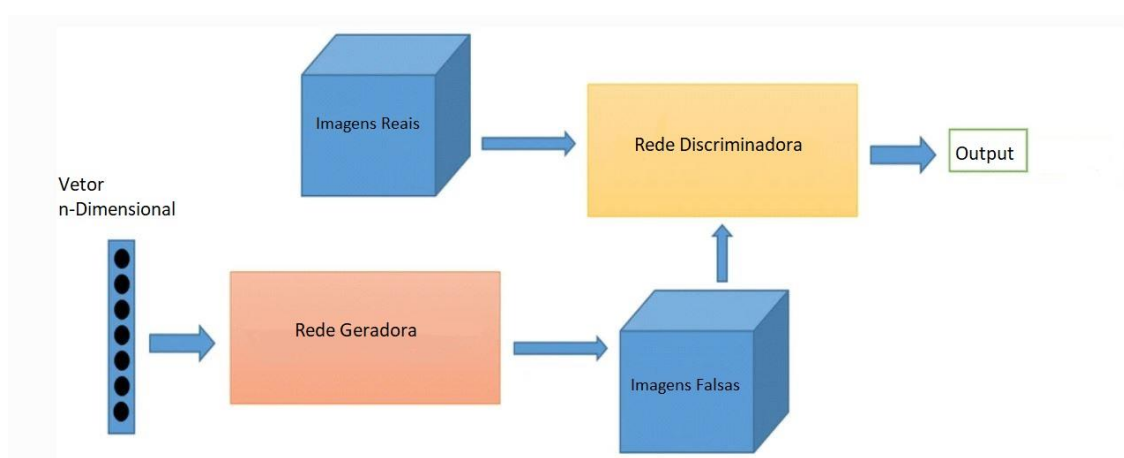 Imagens Reais
Rede Discriminadora
Output
Vetor
n-Dimensional
Rede Geradora
Imagens Falsas